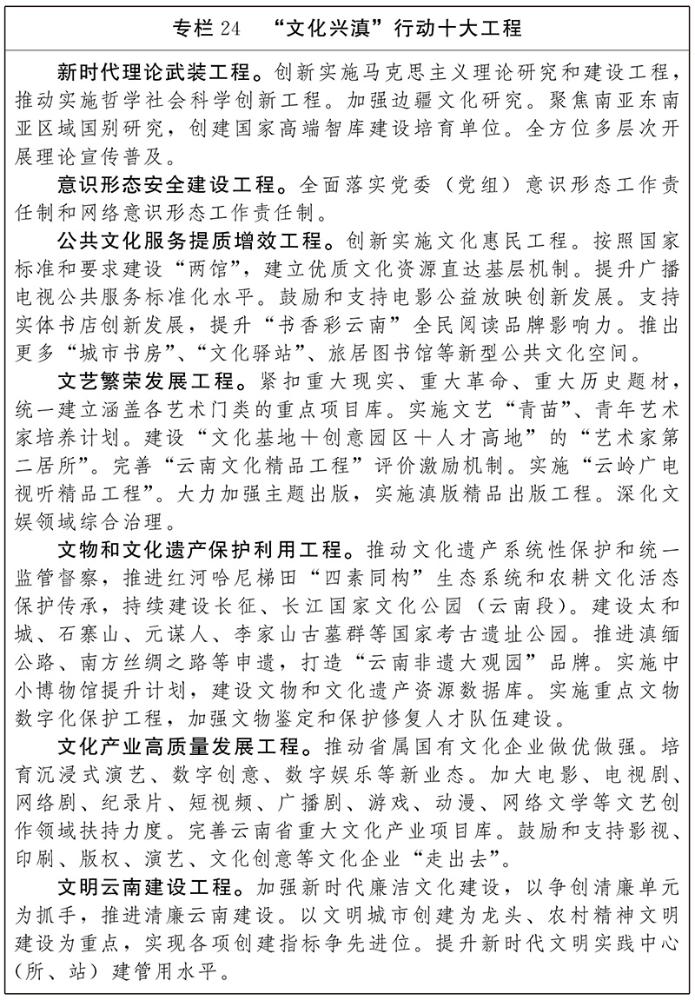 专栏 24 “文化兴滇”行动十大工程
新时代理论武装工程。创新实施马克思主义理论研究和建设工程，
推动实施哲学社会科学创新工程。加强边疆文化研究。聚焦南亚东南
亚区域国别研究，创建国家高端智库建设培育单位。全方位多层次开
展理论宣传普及。
意识形态安全建设工程。全面落实党委（党组）意识形态工作责
任制和网络意识形态工作责任制。
公共文化服务提质增效工程。创新实施文化惠民工程。按照国家
标准和要求建设“两馆”，建立优质文化资源直达基层机制。提升广播
电视公共服务标准化水平。鼓励和支持电影公益放映创新发展。支持
实体书店创新发展，提升“书香彩云南”全民阅读品牌影响力。推出
更多“城市书房”、“文化驿站”、旅居图书馆等新型公共文化空间。
文艺繁荣发展工程。紧扣重大现实、重大革命、重大历史题材，
统一建立涵盖各艺术门类的重点项目库。实施文艺“青苗”、青年艺术
家培养计划。建设“文化基地＋创意园区＋人才高地”的“艺术家第
二居所”。完善“云南文化精品工程”评价激励机制。实施“云岭广电
视听精品工程”。大力加强主题出版，实施滇版精品出版工程。深化文
娱领域综合治理。
文物和文化遗产保护利用工程。推动文化遗产系统性保护和统一
监管督察，推进红河哈尼梯田“四素同构”生态系统和农耕文化活态
保护传承，持续建设长征、长江国家文化公园（云南段）。建设太和
城、石寨山、元谋人、李家山古墓群等国家考古遗址公园。推进滇缅
公路、南方丝绸之路等申遗，打造“云南非遗大观园”品牌。实施中
小博物馆提升计划，建设文物和文化遗产资源数据库。实施重点文物
数字化保护工程，加强文物鉴定和保护修复人才队伍建设。
文化产业高质量发展工程。推动省属国有文化企业做优做强。培
育沉浸式演艺、数字创意、数字娱乐等新业态。加大电影、电视剧、
网络剧、纪录片、短视频、广播剧、游戏、动漫、网络文学等文艺创
作领域扶持力度。完善云南省重大文化产业项目库。鼓励和支持影视、
印刷、版权、演艺、文化创意等文化企业“走出去”。
文明云南建设工程。加强新时代廉洁文化建设，以争创清廉单元
为抓手，推进清廉云南建设。以文明城市创建为龙头、农村精神文明
建设为重点，实现各项创建指标争先进位。提升新时代文明实践中心
（所、站）建管用水平。